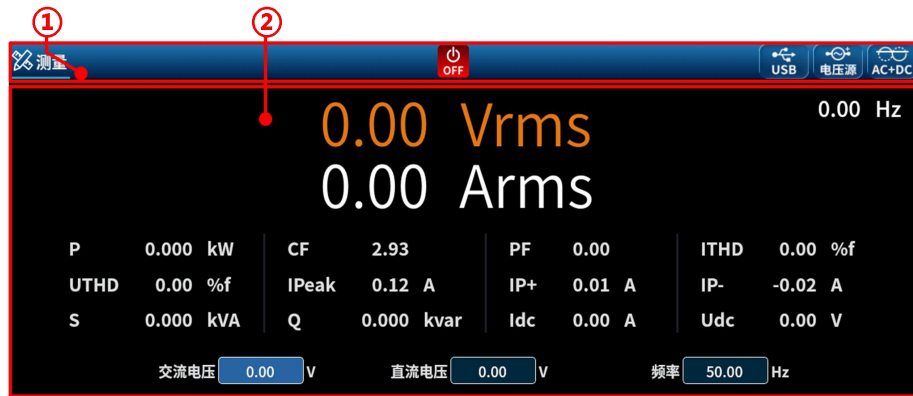 ① ②
测量 OFF USB 电压源 AC+DC
0.00 Vrms 0.00 Hz
0.00 Arms
P 0.000 kW CF 2.93 PF 0.00 ITHD 0.00 %f
UTHD 0.00 %f IPeak 0.12 A IP+ 0.01 A IP- -0.02 A
S 0.000 kVA Q 0.000 kvar Idc 0.00 A Udc 0.00 V
交流电压 0.00 V 直流电压 0.00 V 频率 50.00 Hz